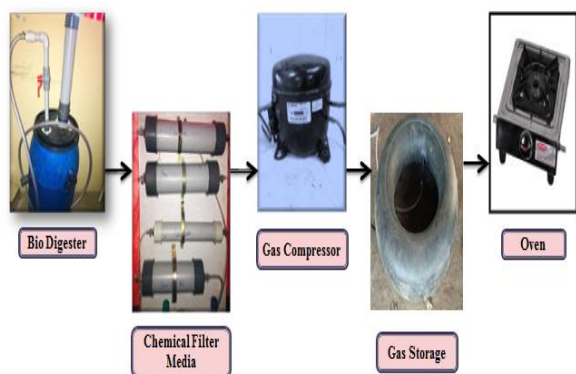 Bio Digester
Chemical Filter
Media
Gas Compressor
Gas Storage
Oven